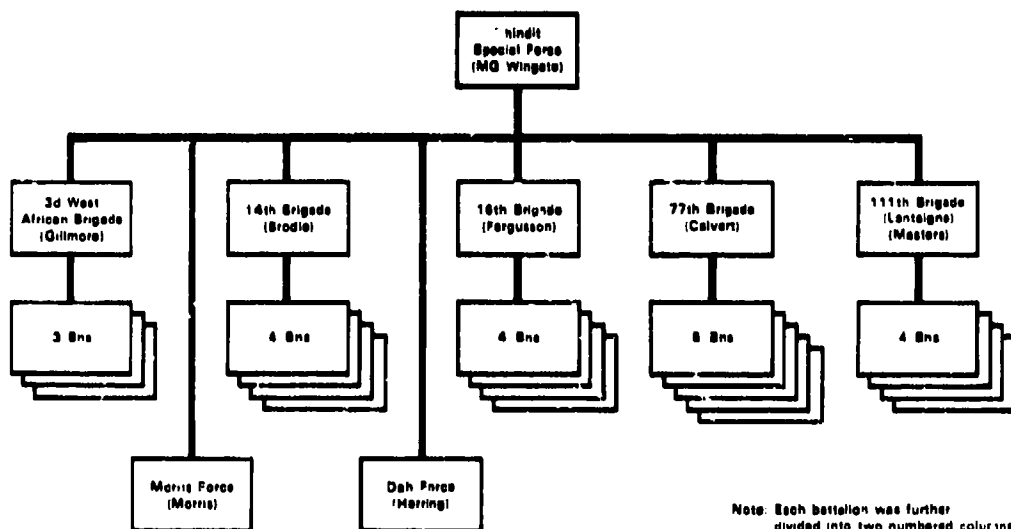 hindit
Special Force
(MG Wingate)
3d West
African Brigade
(Gillmore)
14th Brigade
(Brodie)
16th Brigade
(Fergusson)
77th Brigade
(Calvert)
111th Brigade
(Lentaigne)
(Masters)
3 Bns
4 Bns
4 Bns
Bns
4 Bns
Morris Force
(Morris)
Dah Force
(Herring)
Note: Each battalion was further
divided into two numbered columns